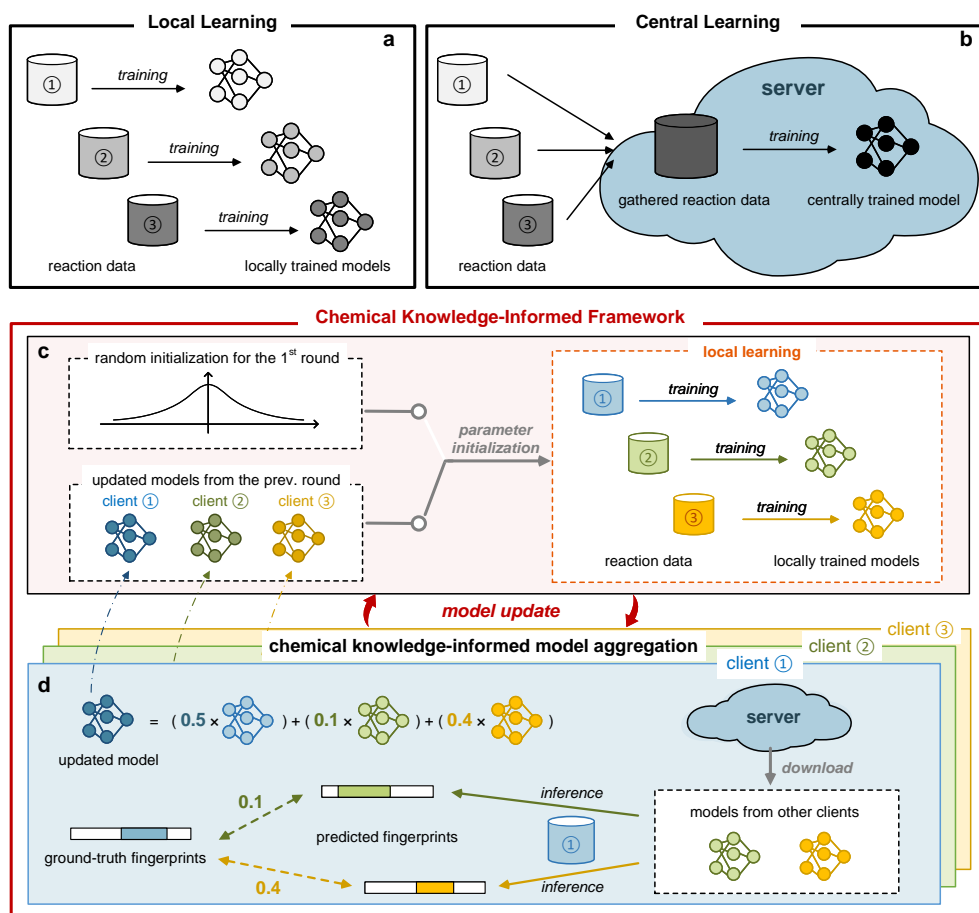 Local Learning
a
① training
② training
③ training
reaction data
locally trained models
Central Learning
b
①
②
③
reaction data
server
training
gathered reaction data
centrally trained model
Chemical Knowledge-Informed Framework
c
random initialization for the 1st round
updated models from the prev. round
client ① client ② client ③
parameter
initialization
local learning
① training
② training
③ training
reaction data
locally trained models
model update
client ③
client ②
client ①
chemical knowledge-informed model aggregation
d
= ( 0.5 × ) + ( 0.1 × ) + ( 0.4 × )
updated model
server
download
models from other clients
inference
①
inference
0.1
predicted fingerprints
ground-truth fingerprints
0.4